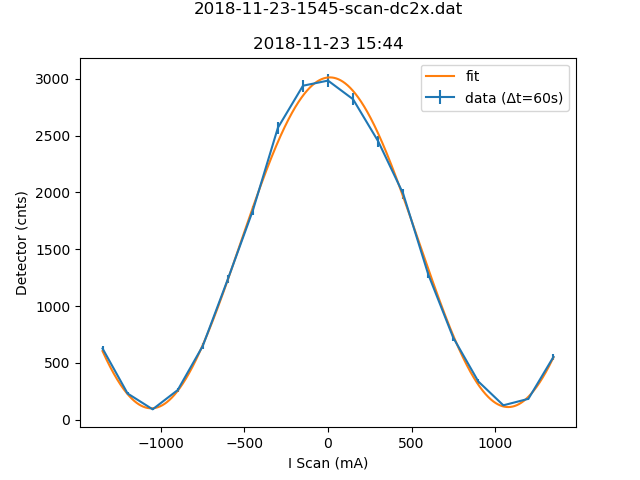 2018-11-23-1545-scan-dc2x.dat
2018-11-23 15:44
fit
data (Δt=60s)
3000
2500
2000
1500
1000
500
0
Detector (cnts)
−1000
−500
0
500
1000
I Scan (mA)